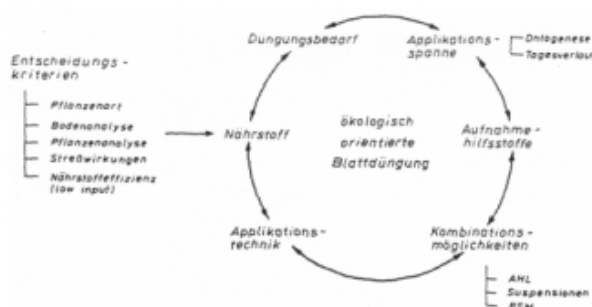 Entscheidungs-
kriterien
Pflanzenart
Bodenanalyse
Pflanzenanalyse
Streßwirkungen
Nährstoffeffizienz
(low input)
Düngungsbedarf
Applikations-
spanne
Ontogenese
Tagesverlauf
Nährstoff
ökologisch
orientierte
Blattdüngung
Aufnahme-
hilfsstoffe
Applikations-
technik
Kombinations-
möglichkeiten
AHL
Suspensionen